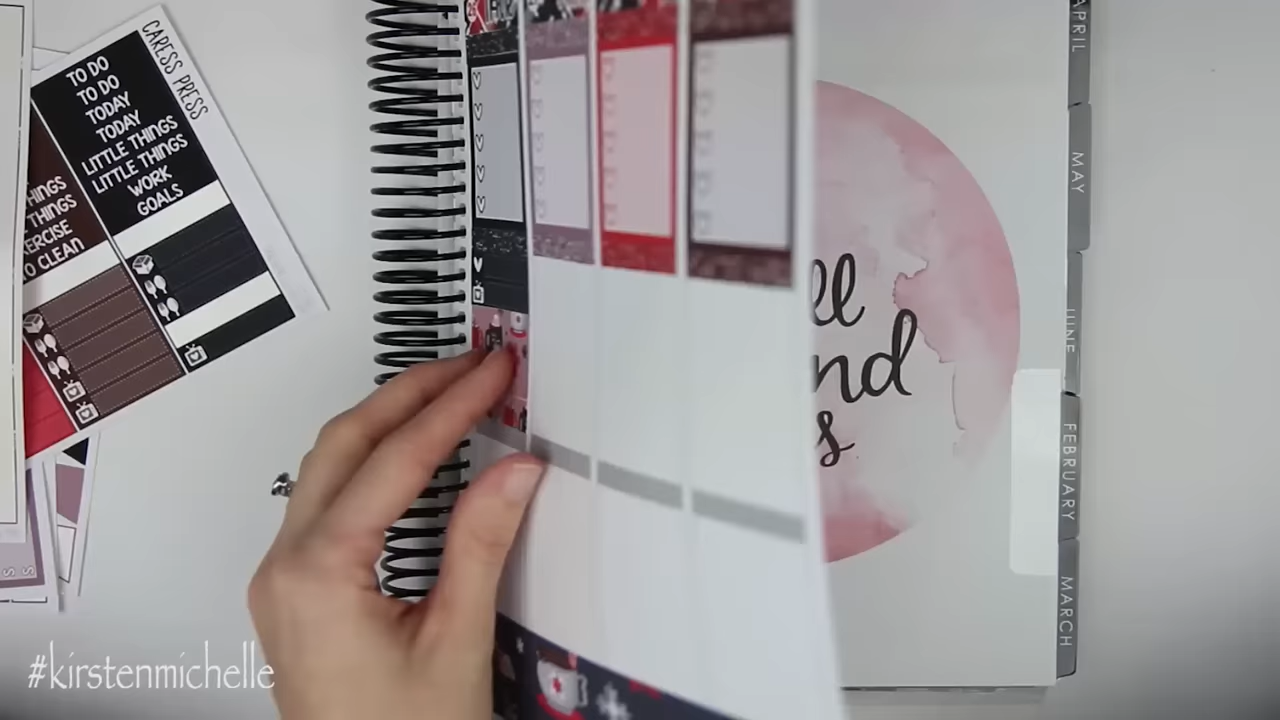 CARESS PRESS
TO DO
TO DO
TODAY
TODAY
LITTLE THINGS
LITTLE THINGS
WORK
GOALS
THINGS
THINGS
TO CLEAN
ll
nd
s
APRIL
MAY
JUNE
FEBRUARY
MARCH
#kirstenmichelle